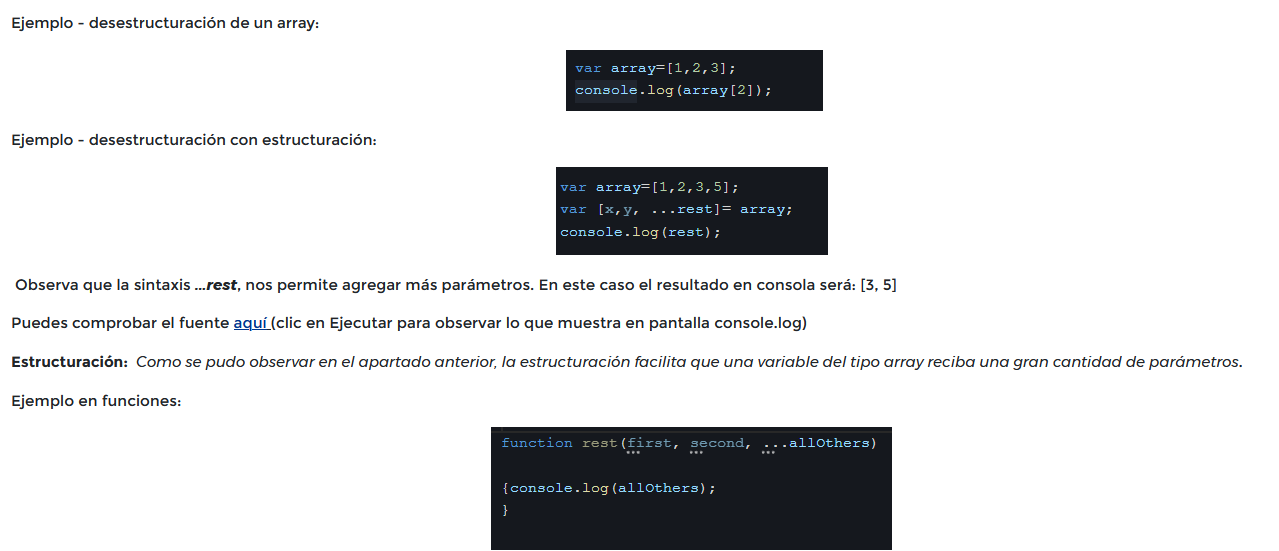 Ejemplo - desestructuración de un array:
var array=[1,2,3];
console.log(array[2]);
Ejemplo - desestructuración con estructuración:
var array=[1,2,3,5];
var [x,y, ...rest]= array;
console.log(rest);
Observa que la sintaxis ...rest, nos permite agregar más parámetros. En este caso el resultado en consola será: [3, 5]
Puedes comprobar el fuente aquí (clic en Ejecutar para observar lo que muestra en pantalla console.log)
Estructuración: Como se pudo observar en el apartado anterior, la estructuración facilita que una variable del tipo array reciba una gran cantidad de parámetros.
Ejemplo en funciones:
function rest(first, second, ...allOthers)
{console.log(allOthers);
}